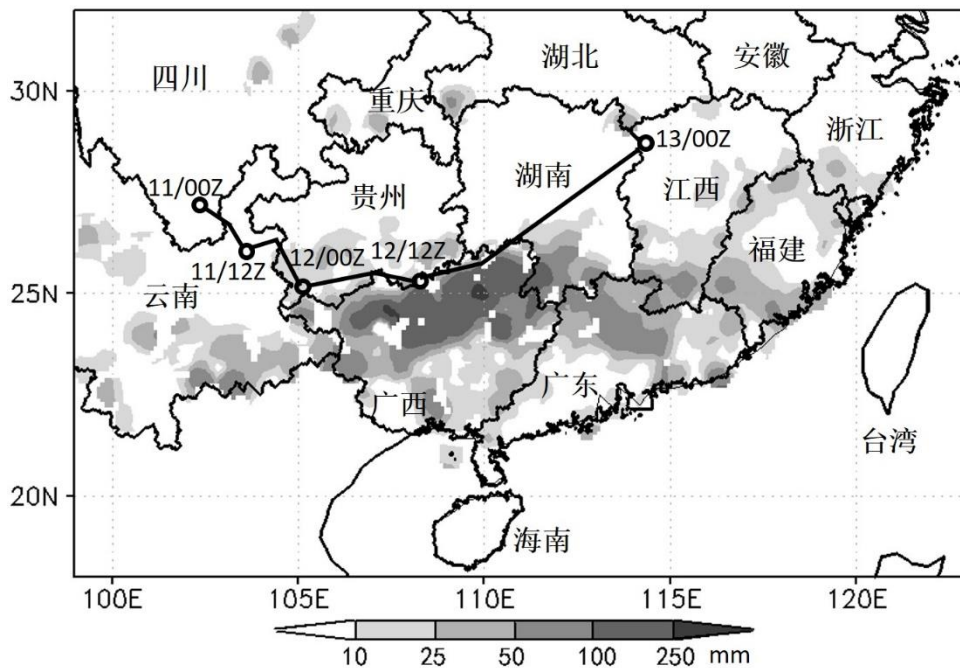 湖北
安徽
四川
30N
重庆
浙江
13/00Z
11/00Z
贵州
湖南
江西
12/00Z
12/12Z
福建
11/12Z
25N
云南
广西
广东
台湾
20N
海南
100E
105E
110E
115E
120E
10
25
50
100
250
mm